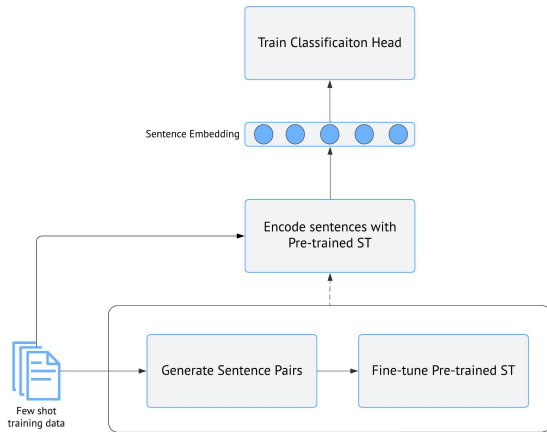 Train Classificaiton Head
Sentence Embedding
Encode sentences with
Pre-trained ST
Generate Sentence Pairs
Fine-tune Pre-trained ST
Few shot
training data